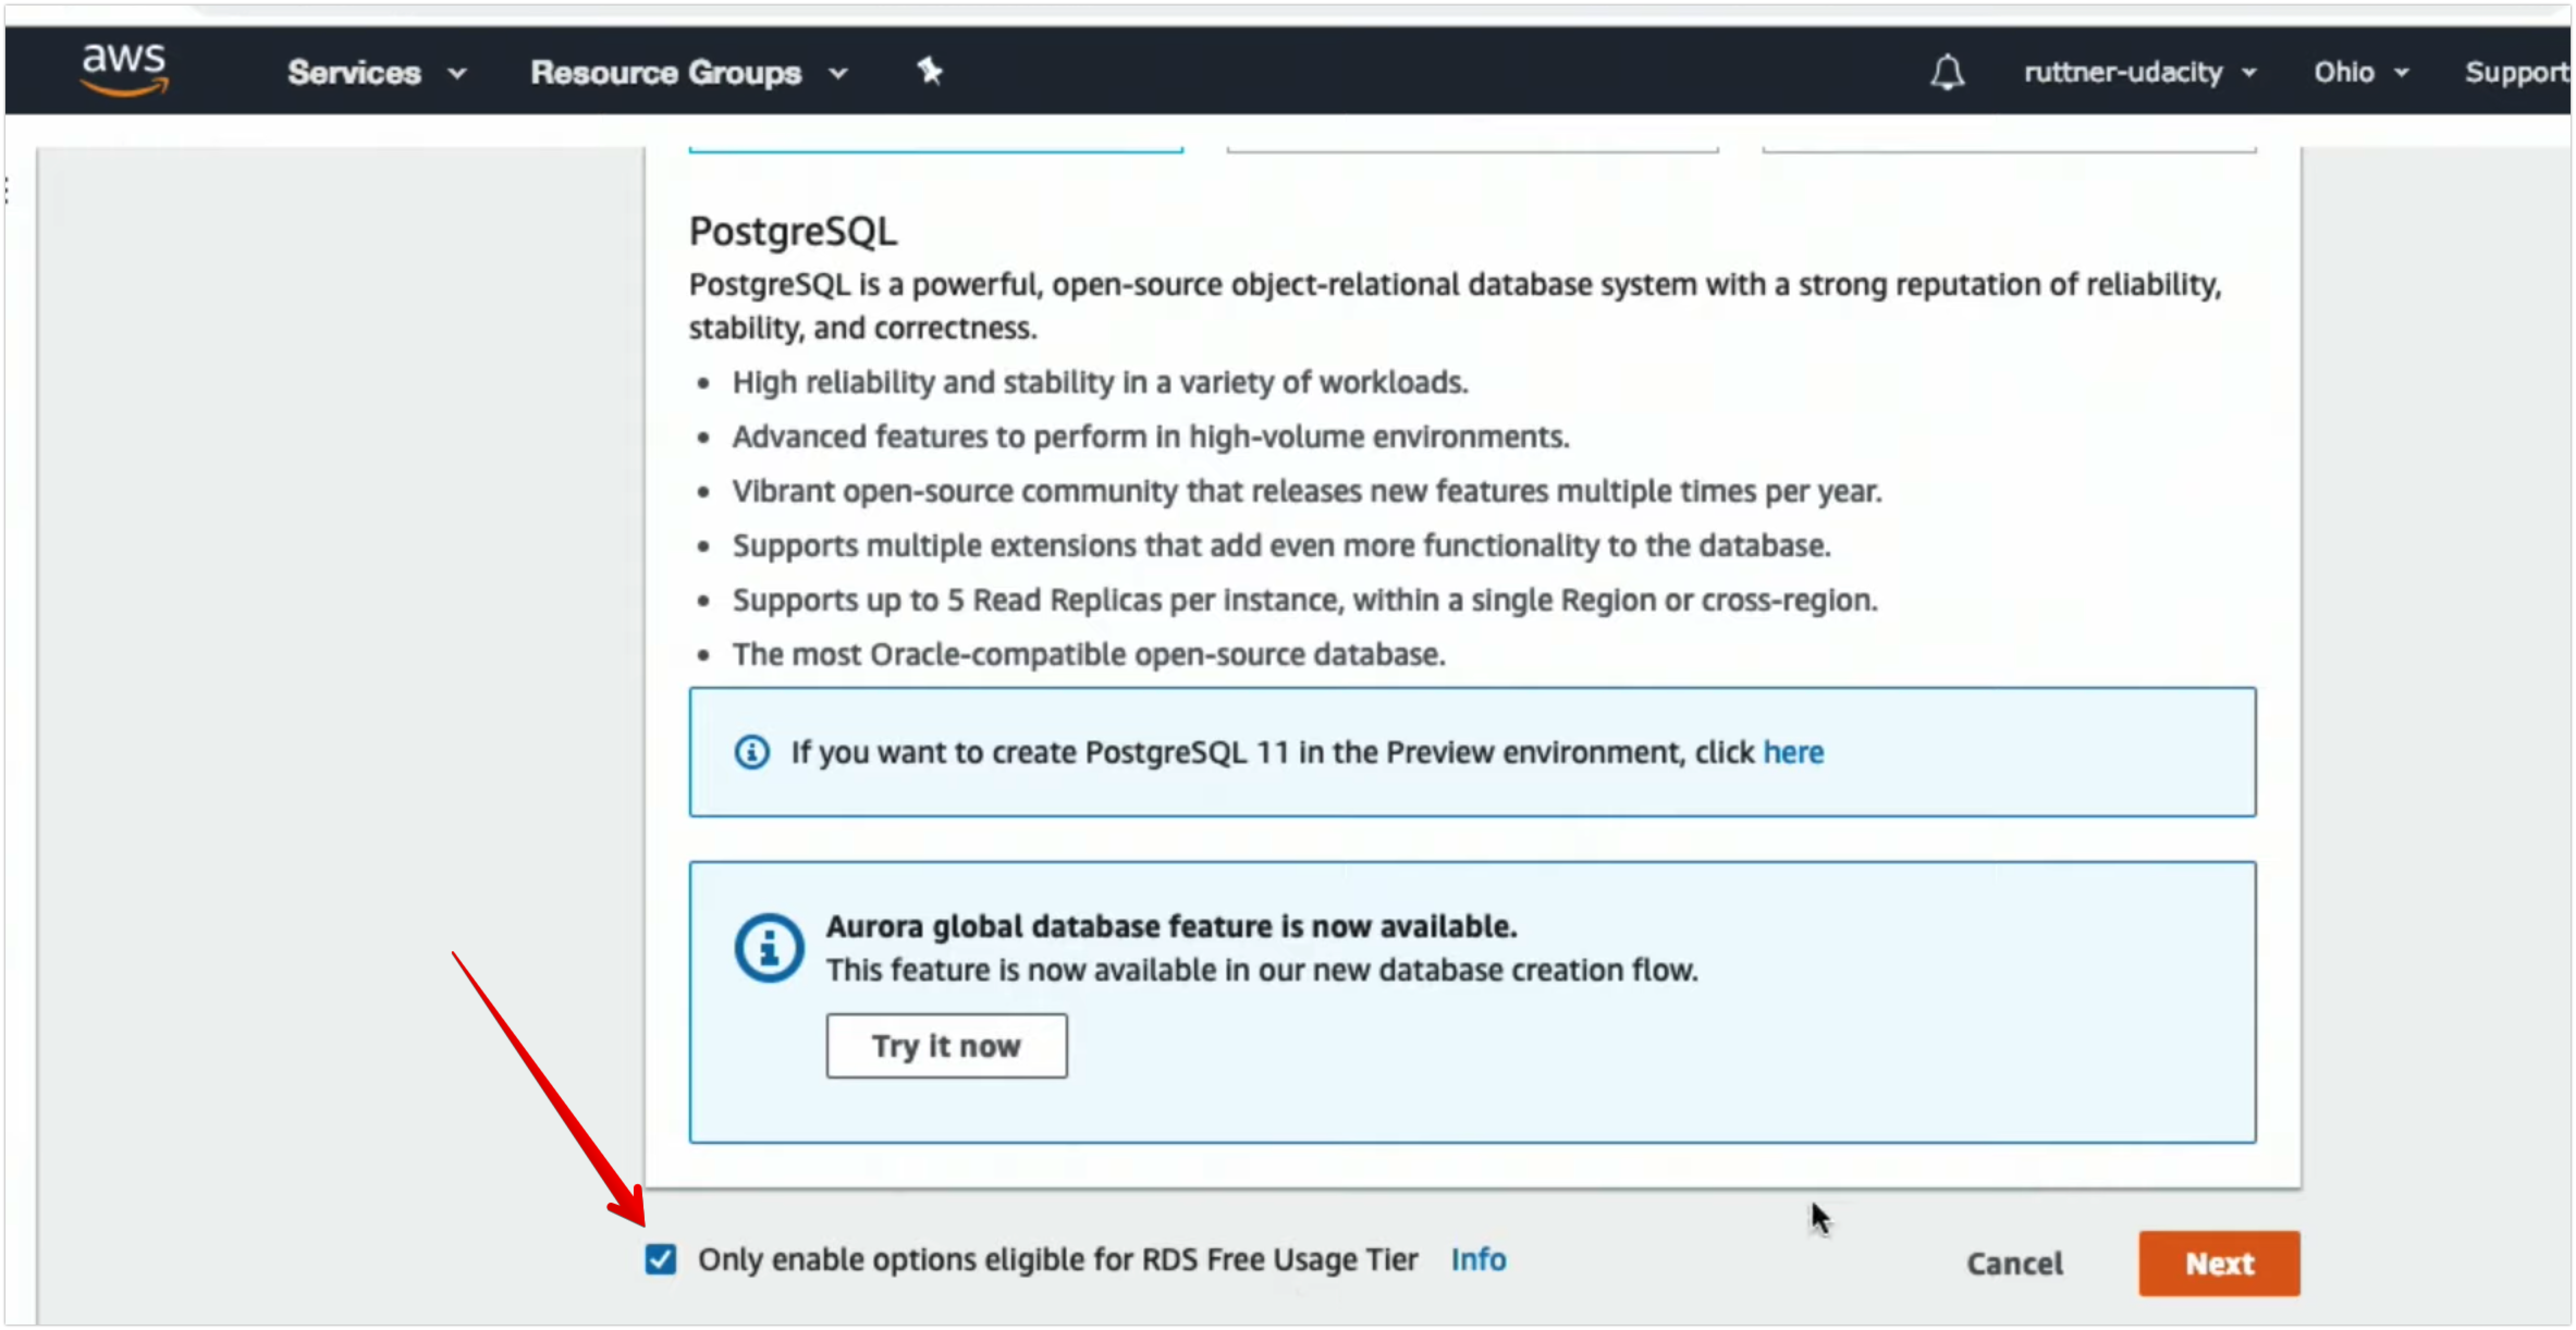 aws Services Resource Groups ruttner-udacity Ohio Support
PostgreSQL
PostgreSQL is a powerful, open-source object-relational database system with a strong reputation of reliability,
stability, and correctness.
• High reliability and stability in a variety of workloads.
• Advanced features to perform in high-volume environments.
• Vibrant open-source community that releases new features multiple times per year.
• Supports multiple extensions that add even more functionality to the database.
• Supports up to 5 Read Replicas per instance, within a single Region or cross-region.
• The most Oracle-compatible open-source database.
If you want to create PostgreSQL 11 in the Preview environment, click here
Aurora global database feature is now available.
This feature is now available in our new database creation flow.
Try it now
Only enable options eligible for RDS Free Usage Tier Info
Cancel Next